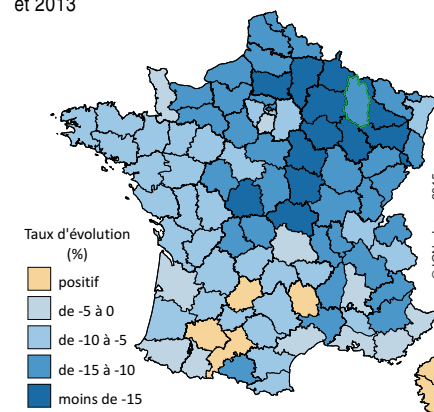 et 2013
Taux d'évolution
(%)
positif
de -5 à 0
de -10 à -5
de -15 à -10
moins de -15